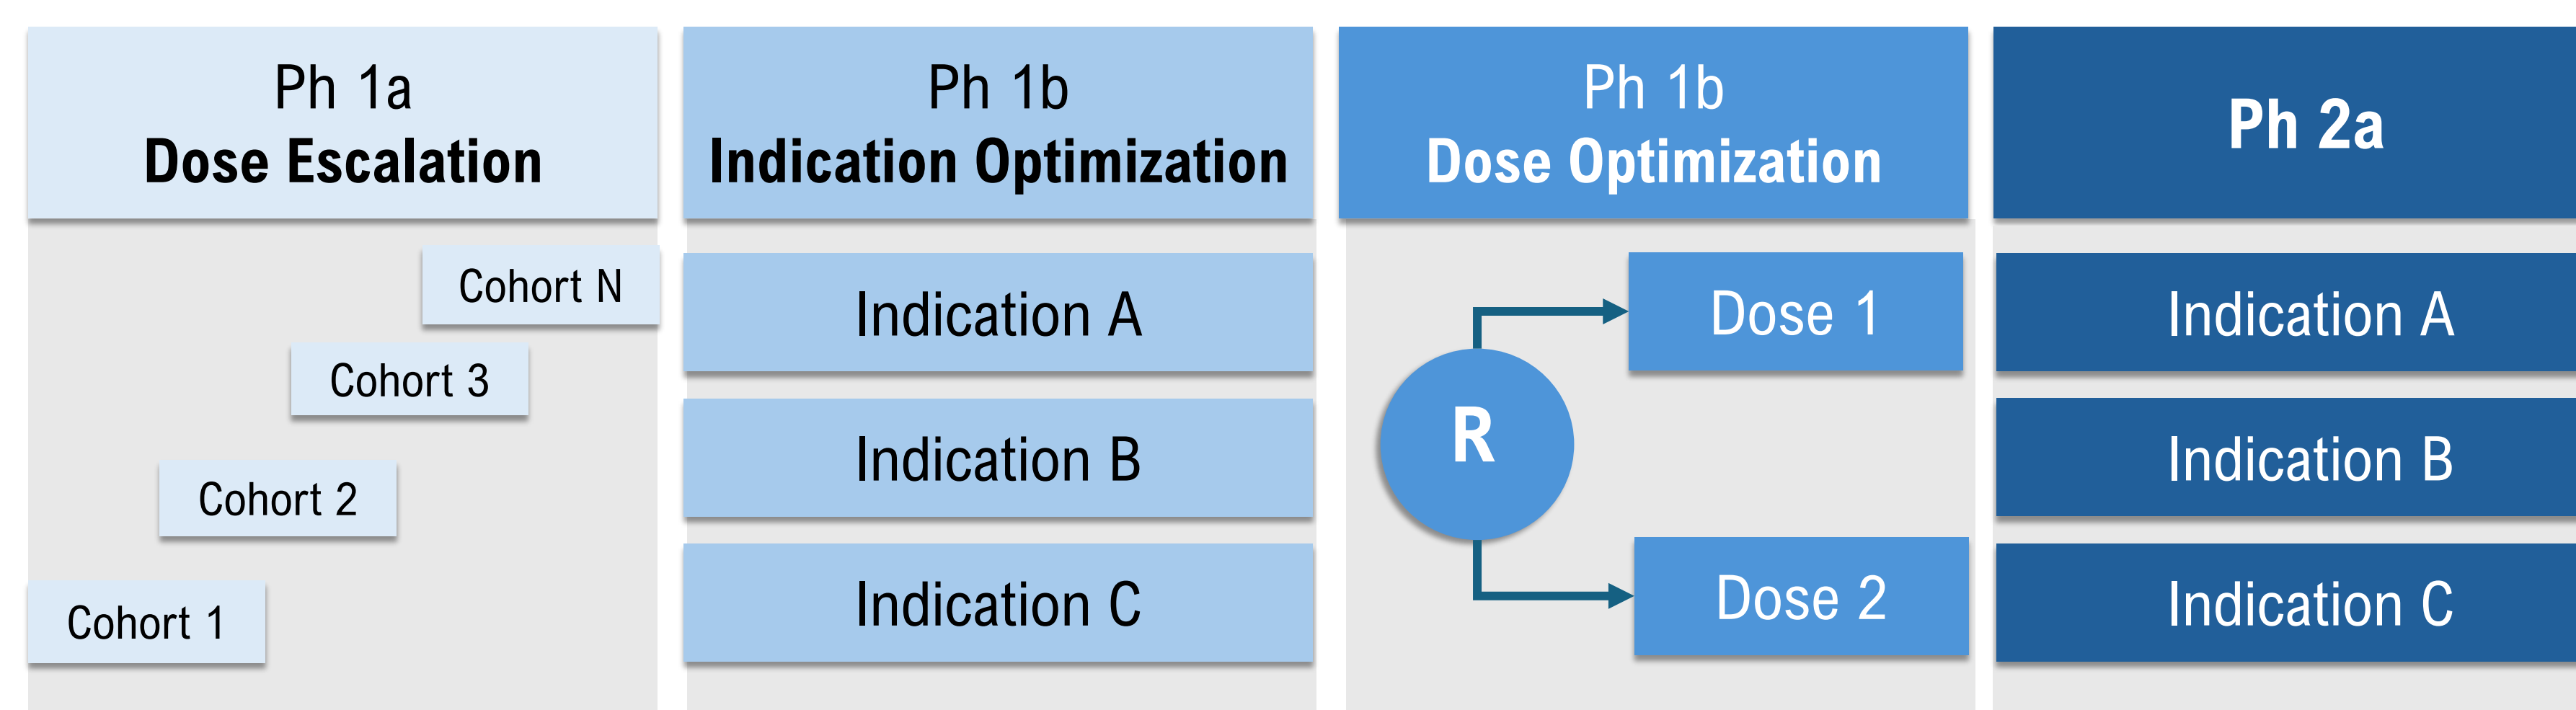 Ph 1a
Dose Escalation
Cohort N
Cohort 3
Cohort 2
Cohort 1
Ph 1b
Indication Optimization
Indication A
Indication B
Indication C
Ph 1b
Dose Optimization
R
Dose 1
Dose 2
Ph 2a
Indication A
Indication B
Indication C